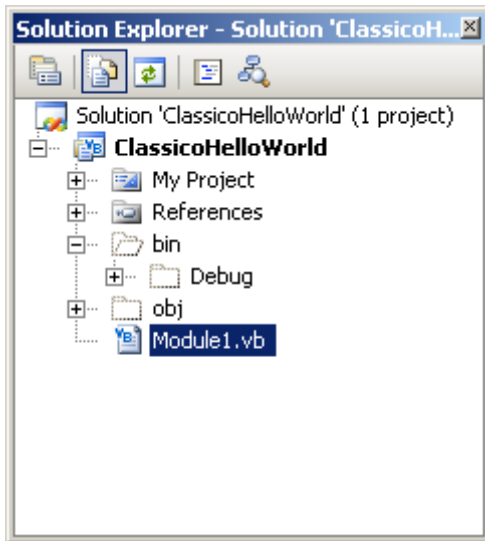 Solution Explorer - Solution 'ClassicoH...
Solution 'ClassicoHelloWorld' (1 project)
ClassicoHelloWorld
My Project
References
bin
Debug
obj
Module1.vb